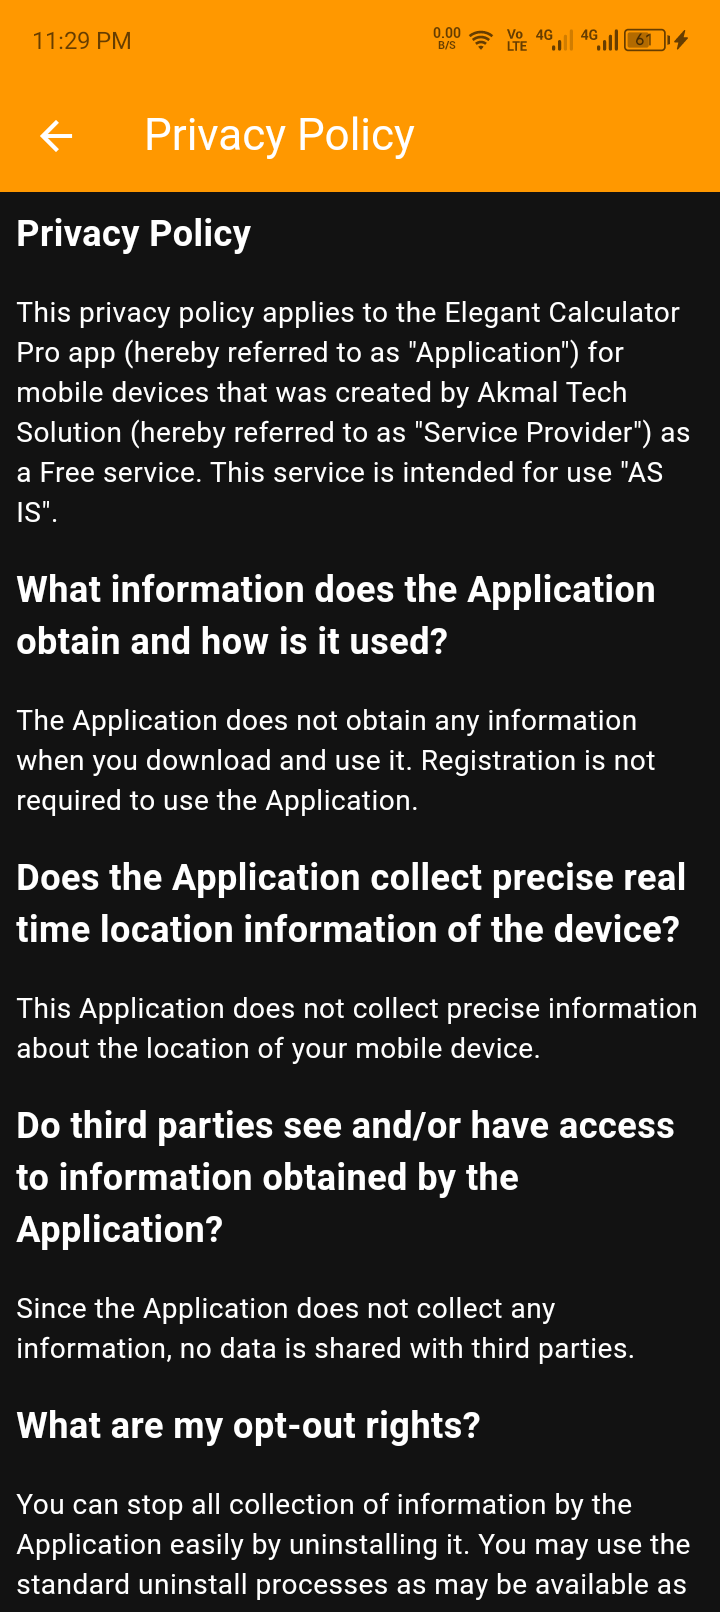 11:29 PM
0.00
B/S
Vo
LTE
4G
4G
61
Privacy Policy
Privacy Policy
This privacy policy applies to the Elegant Calculator
Pro app (hereby referred to as "Application") for
mobile devices that was created by Akmal Tech
Solution (hereby referred to as "Service Provider") as
a Free service. This service is intended for use "AS
IS".
What information does the Application
obtain and how is it used?
The Application does not obtain any information
when you download and use it. Registration is not
required to use the Application.
Does the Application collect precise real
time location information of the device?
This Application does not collect precise information
about the location of your mobile device.
Do third parties see and/or have access
to information obtained by the
Application?
Since the Application does not collect any
information, no data is shared with third parties.
What are my opt-out rights?
You can stop all collection of information by the
Application easily by uninstalling it. You may use the
standard uninstall processes as may be available as